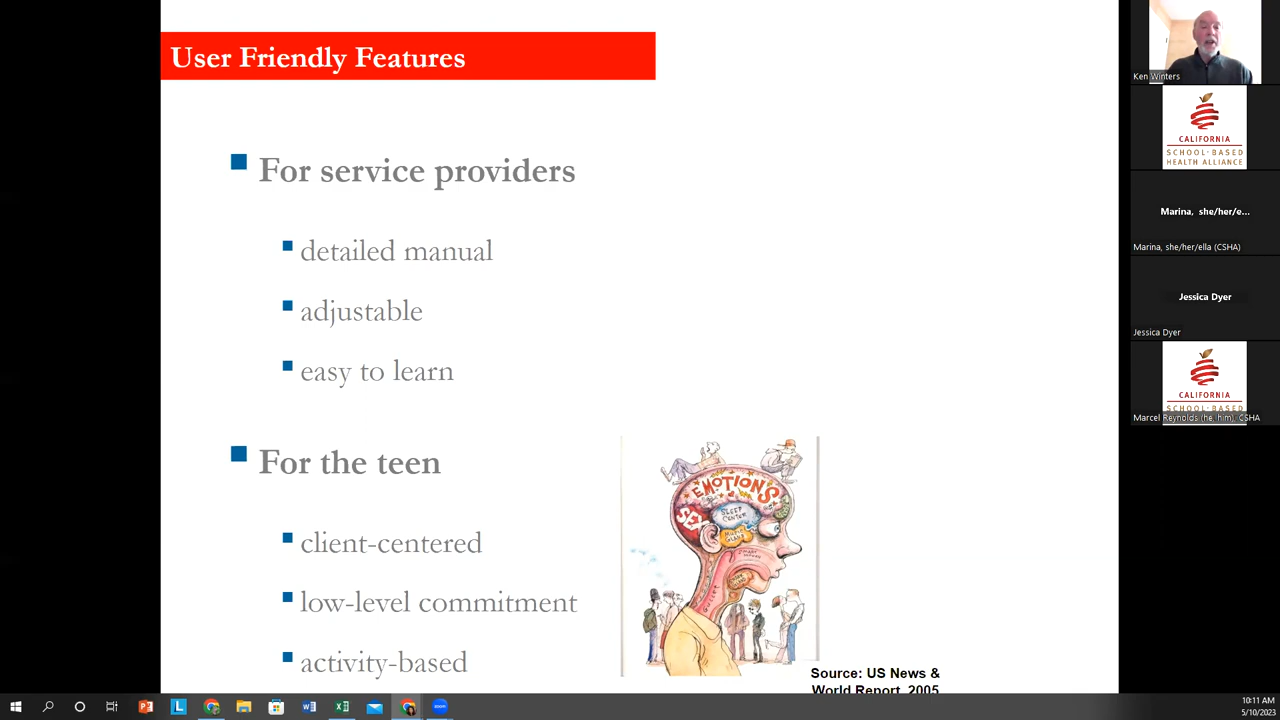 User Friendly Features
For service providers
detailed manual
adjustable
easy to learn
For the teen
client-centered
low-level commitment
activity-based
EMOTIONS
SEX
SLEEP
CENTER
MUSIC
GLAND
Source: US News &
World Report, 2005
Ken Winters
CALIFORNIA
SCHOOL·BASED
HEALTH ALLIANCE
Marina, she/her/e...
Marina, she/her/ella (CSHA)
Jessica Dyer
Jessica Dyer
CALIFORNIA
SCHOOL·BASED
Marcel Reynolds (he, him), CSHA
10:11 AM
5/10/2023